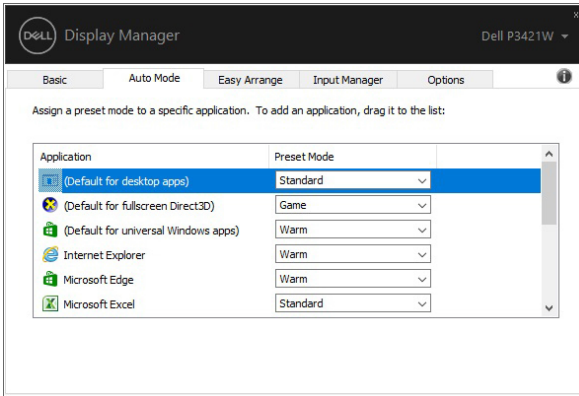 DELL Display Manager
Dell P3421W
Basic Auto Mode Easy Arrange Input Manager Options
Assign a preset mode to a specific application. To add an application, drag it to the list:
Application Preset Mode
(Default for desktop apps) Standard
(Default for fullscreen Direct3D) Game
(Default for universal Windows apps) Warm
Internet Explorer Warm
Microsoft Edge Warm
Microsoft Excel Standard